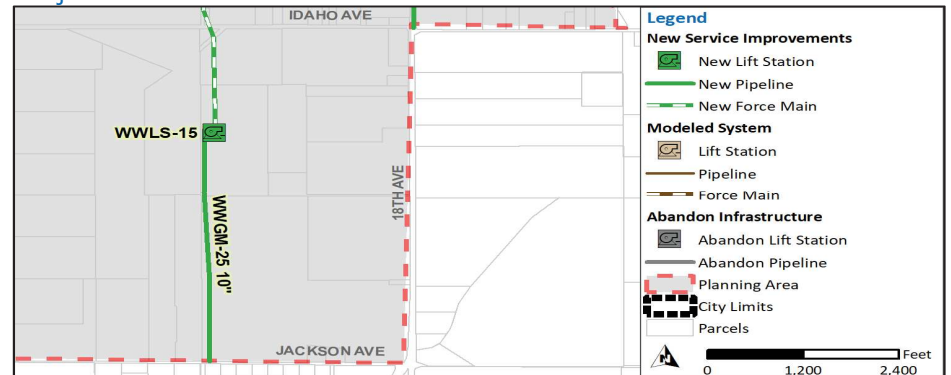 IDAHO AVE
WWLS-15
18TH AVE
WWGM-25 10"
JACKSON AVE
Legend
New Service Improvements
New Lift Station
New Pipeline
New Force Main
Modeled System
Lift Station
Pipeline
Force Main
Abandon Infrastructure
Abandon Lift Station
Abandon Pipeline
Planning Area
City Limits
Parcels
N
Feet
0 1,200 2,400